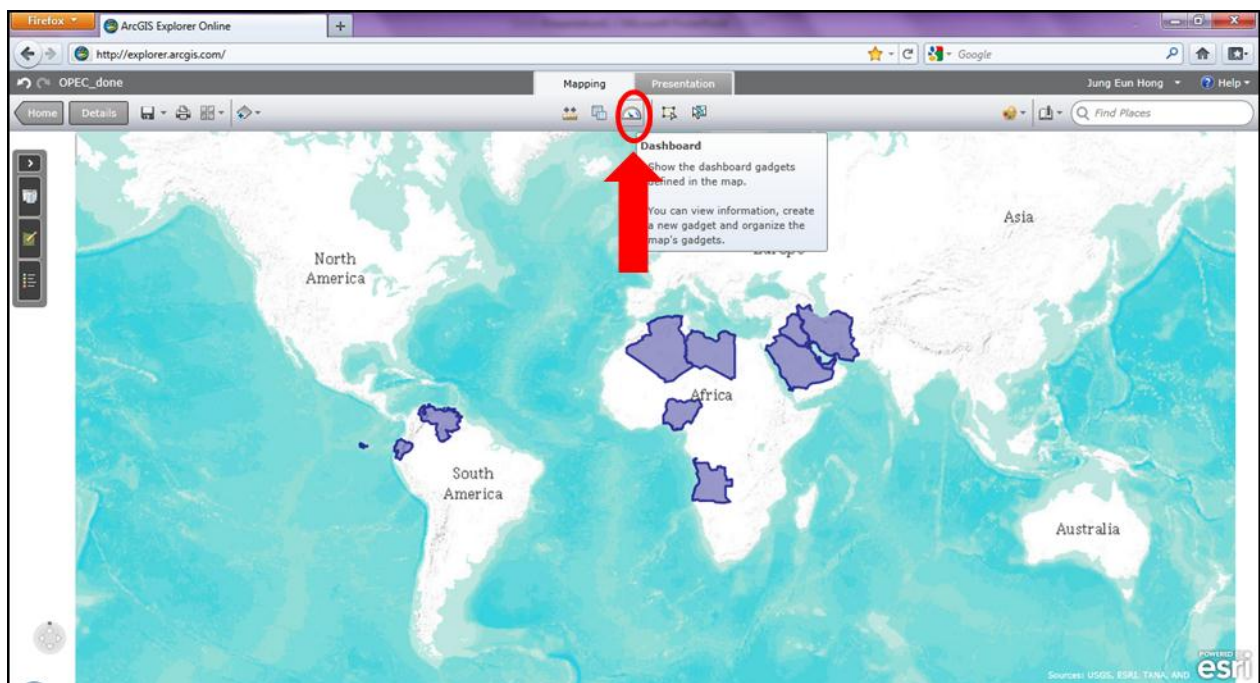 Firefox
ArcGIS Explorer Online
http://explorer.arcgis.com/
Google
OPEC_done
Mapping
Presentation
Jung Eun Hong
Help
Home
Details
Find Places
Dashboard
Show the dashboard gadgets
defined in the map.
You can view information, create
a new gadget and organize the
map's gadgets.
North
America
Asia
Africa
South
America
Australia
Sources: USGS, ESRI, TANA, AND
POWERED BY
esri